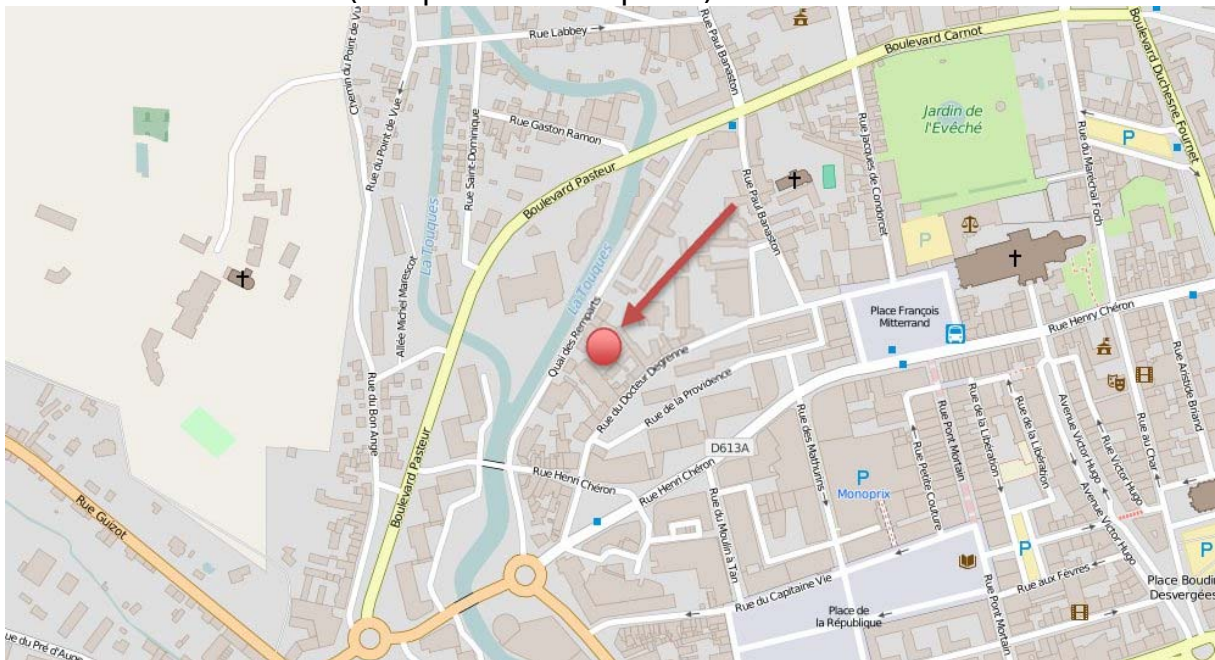 Rue Labbey
Boulevard Carnot
Rue Paul Banaston
Chemin du Point de Vue
Boulevard Duchesne Fournet
Jardin de
l'Evêché
P
Rue Gaston Ramon
Rue du Point de Vue
Rue Saint-Dominique
Rue Jacques de Condorcet
Rue du Maréchal Foch
Boulevard Pasteur
Rue Paul Banaston
La Touques
P
La Touques
Allée Michel Marescot
Quai des Remparts
Place François
Mitterrand
Rue Henry Chéron
Rue du Docteur Degrenne
Rue de la Providence
Rue Aristide Briand
Rue du Bon Ange
D613A
Rue des Mathurins
Rue Petite Couture
Rue Pont Mortain
Rue de la Libération
Rue de la Libération
Avenue Victor Hugo
Rue Victor Hugo
Rue au Char
Boulevard Pasteur
Rue Henri Chéron
Rue Henri Chéron
P
Monoprix
Avenue Victor Hugo
Rue Guizot
Rue du Moulin à Tan
P
P
Rue aux Fèvres
Rue du Capitaine Vie
Rue Pont Mortain
Place de
la République
Place Boudin
Desvergées